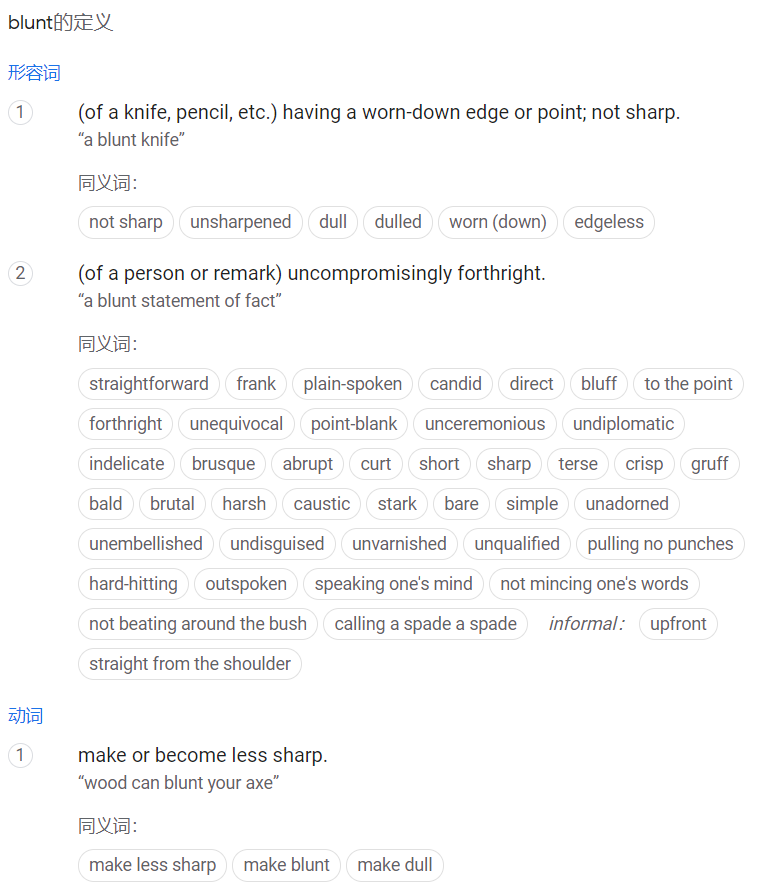 blunt的定义
形容词
1 (of a knife, pencil, etc.) having a worn-down edge or point; not sharp.
“a blunt knife”
同义词：
not sharp unsharpened dull dulled worn (down) edgeless
2 (of a person or remark) uncompromisingly forthright.
“a blunt statement of fact”
同义词：
straightforward frank plain-spoken candid direct bluff to the point
forthright unequivocal point-blank unceremonious undiplomatic
indelicate brusque abrupt curt short sharp terse crisp gruff
bald brutal harsh caustic stark bare simple unadorned
unembellished undisguised unvarnished unqualified pulling no punches
hard-hitting outspoken speaking one's mind not mincing one's words
not beating around the bush calling a spade a spade informal： upfront
straight from the shoulder
动词
1 make or become less sharp.
“wood can blunt your axe”
同义词：
make less sharp make blunt make dull